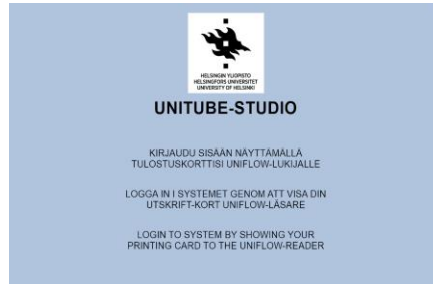 HELSINGIN YLIOPISTO
HELSINGFORS UNIVERSITET
UNIVERSITY OF HELSINKI
UNITUBE-STUDIO
KIRJAUDU SISÄÄN NÄYTTÄMÄLLÄ
TULOSTUSKORTTISI UNIFLOW-LUKIJALLE
LOGGA IN I SYSTEMET GENOM ATT VISA DIN
UTSKRIFT-KORT UNIFLOW-LÄSARE
LOGIN TO SYSTEM BY SHOWING YOUR
PRINTING CARD TO THE UNIFLOW-READER